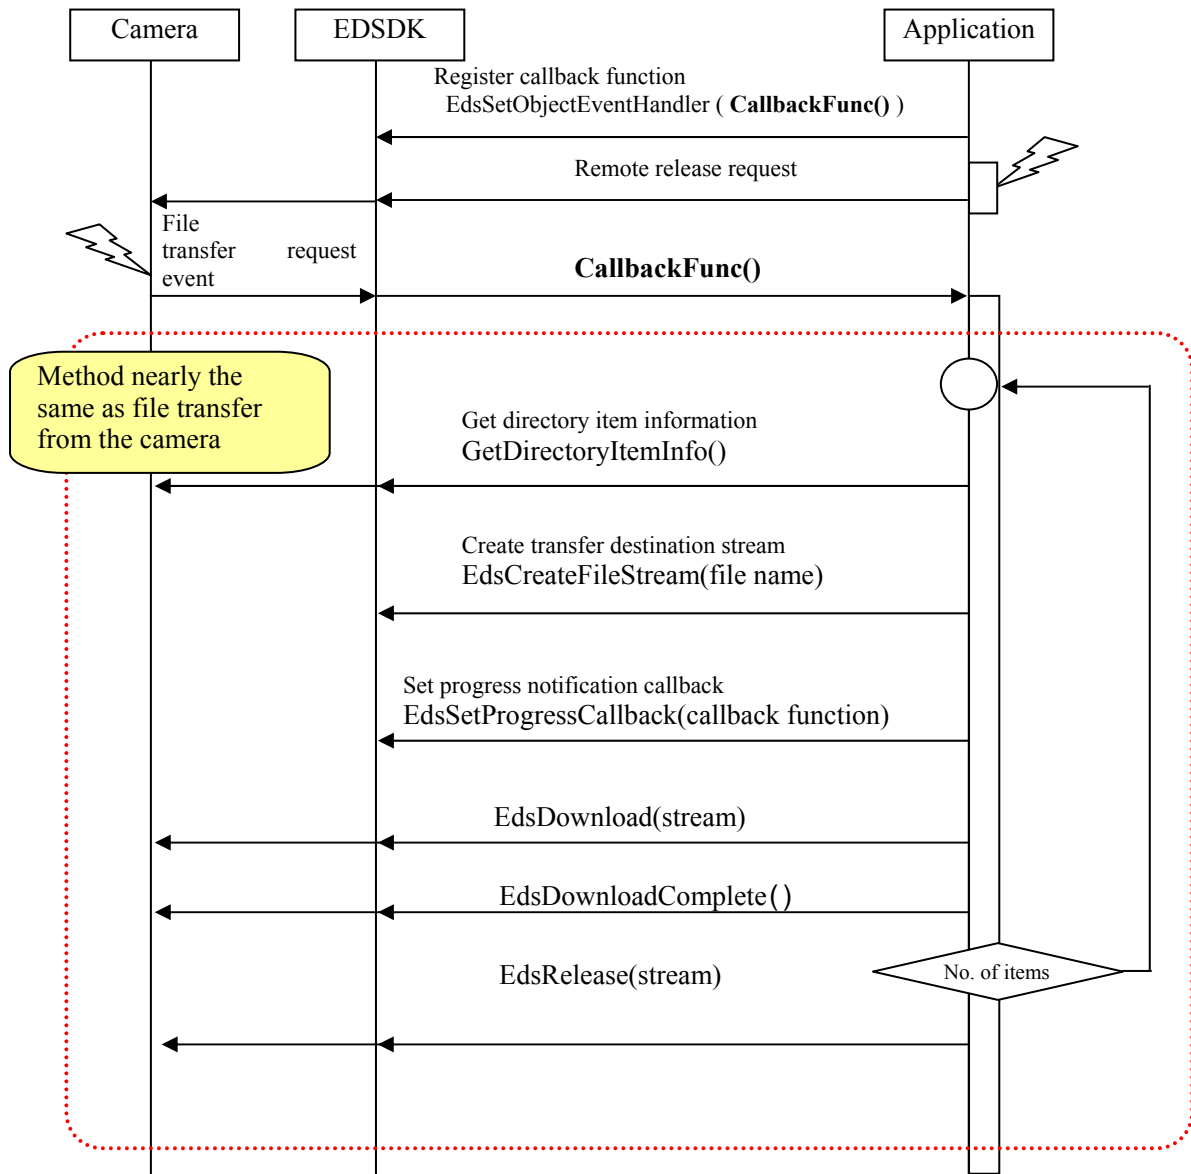 Camera
EDSDK
Application
Register callback function
EdsSetObjectEventHandler ( CallbackFunc() )
Remote release request
File
transfer request
event
CallbackFunc()
Method nearly the
same as file transfer
from the camera
Get directory item information
GetDirectoryItemInfo()
Create transfer destination stream
EdsCreateFileStream(file name)
Set progress notification callback
EdsSetProgressCallback(callback function)
EdsDownload(stream)
EdsDownloadComplete()
EdsRelease(stream)
No. of items